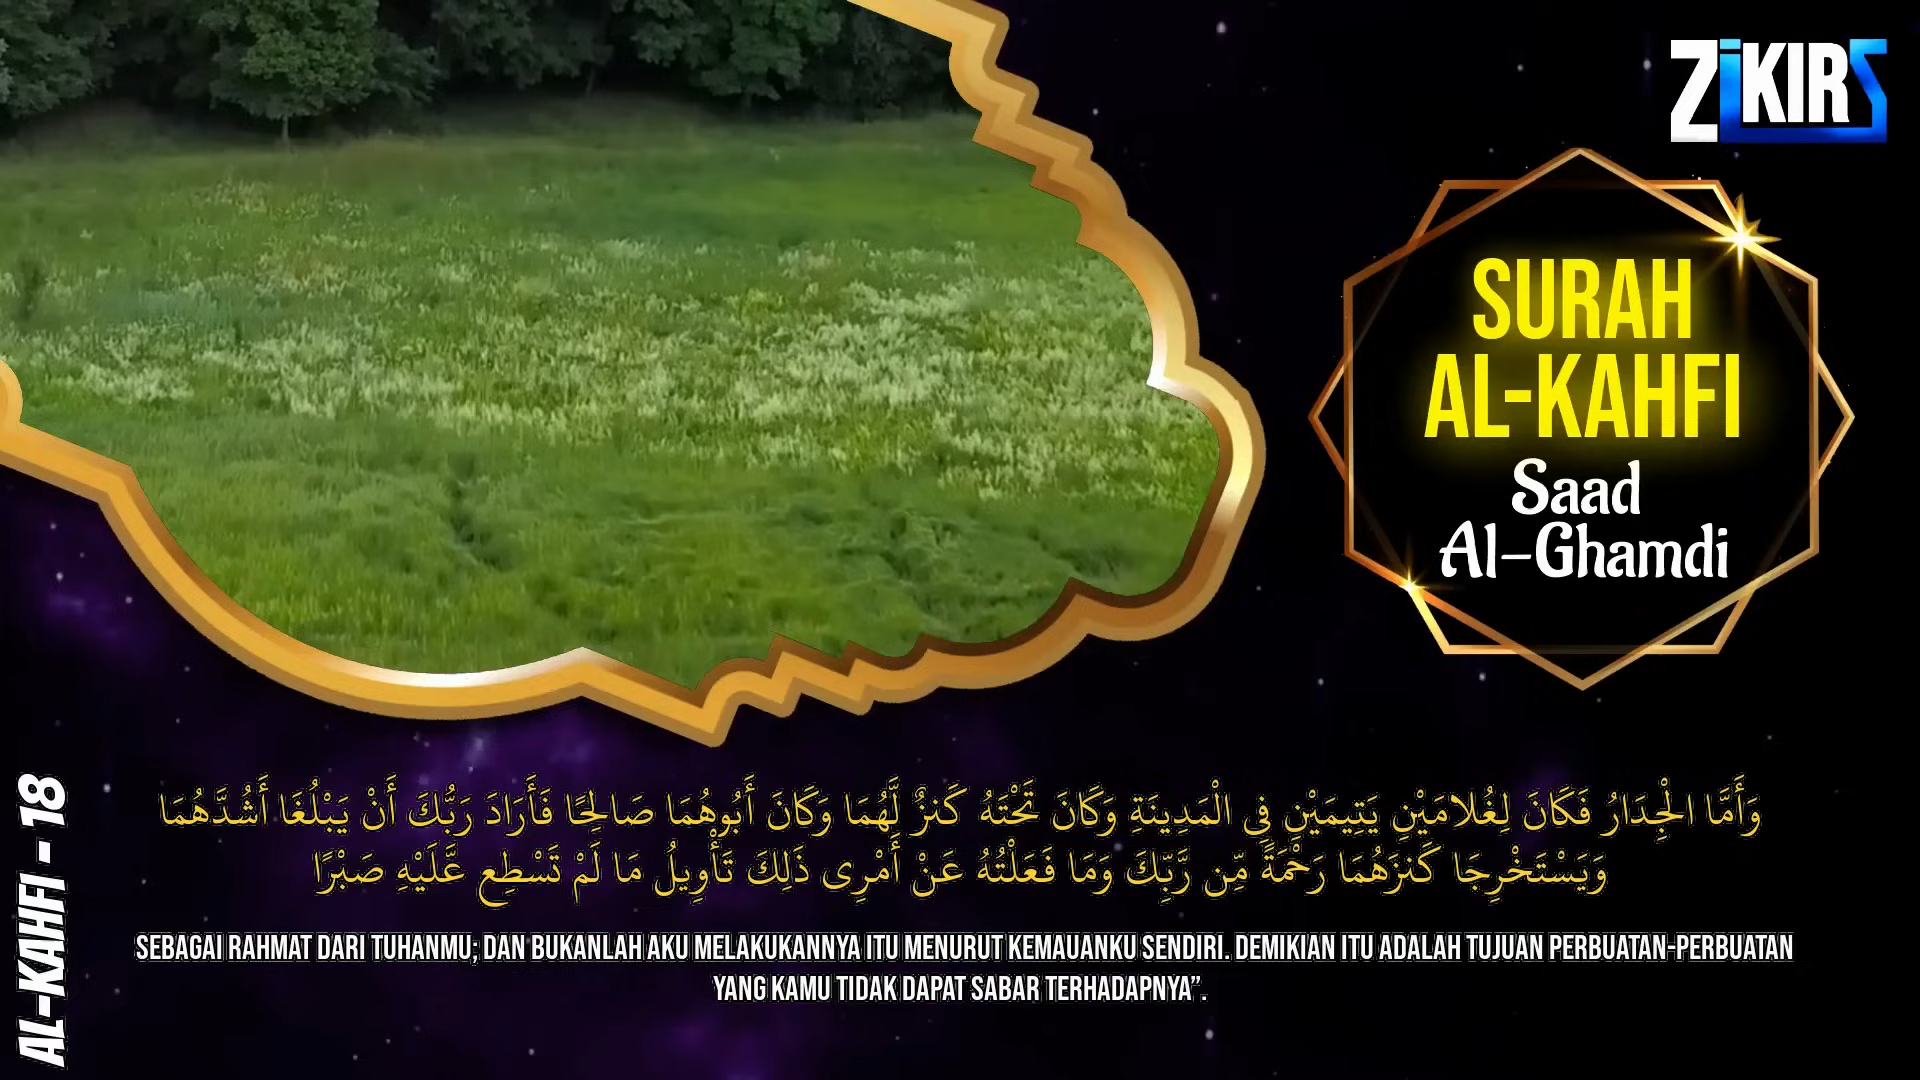 ZiKIRS
SURAH
AL-KAHFI
Saad
Al-Ghamdi
وَأَمَّا الْجِدَارُ فَكَانَ لِغُلَامَيْنِ يَتِيمَيْنِ فِي الْمَدِينَةِ وَكَانَ تَحْتَهُ كَنزٌ لَّهُمَا وَكَانَ أَبُوهُمَا صَالِحًا فَأَرَادَ رَبُّكَ أَنْ يَبْلُغَا أَشُدَّهُمَا
وَيَسْتَخْرِجَا كَنزَهُمَا رَحْمَةً مِّن رَّبِّكَ وَمَا فَعَلْتُهُ عَنْ أَمْرِى ذَلِكَ تَأْوِيلُ مَا لَمْ تَسْطِع عَّلَيْهِ صَبْرًا
SEBAGAI RAHMAT DARI TUHANMU; DAN BUKANLAH AKU MELAKUKANNYA ITU MENURUT KEMAUANKU SENDIRI. DEMIKIAN ITU ADALAH TUJUAN PERBUATAN-PERBUATAN
YANG KAMU TIDAK DAPAT SABAR TERHADAPNYA”.
AL-KAHFI - 18